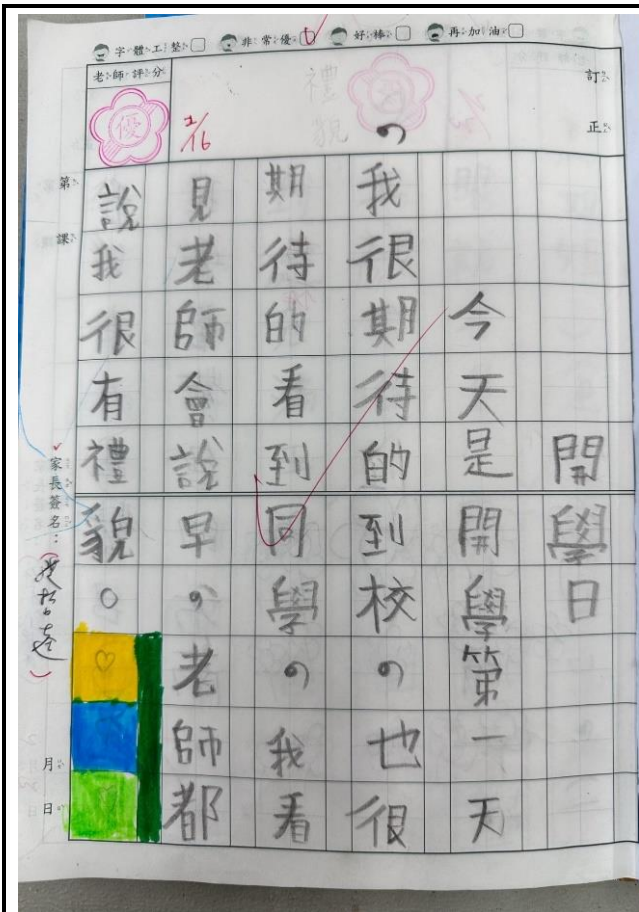 字體工整 非常優 好棒 再加油
訂正
開學日
今天是開學第一天
,我很期待的到校,也很
期待的看到同學,我看
見老師會說早,老師都
說我很有禮貌。
老師評分
優
2/16
禮貌
第 課
家長簽名:
月 日